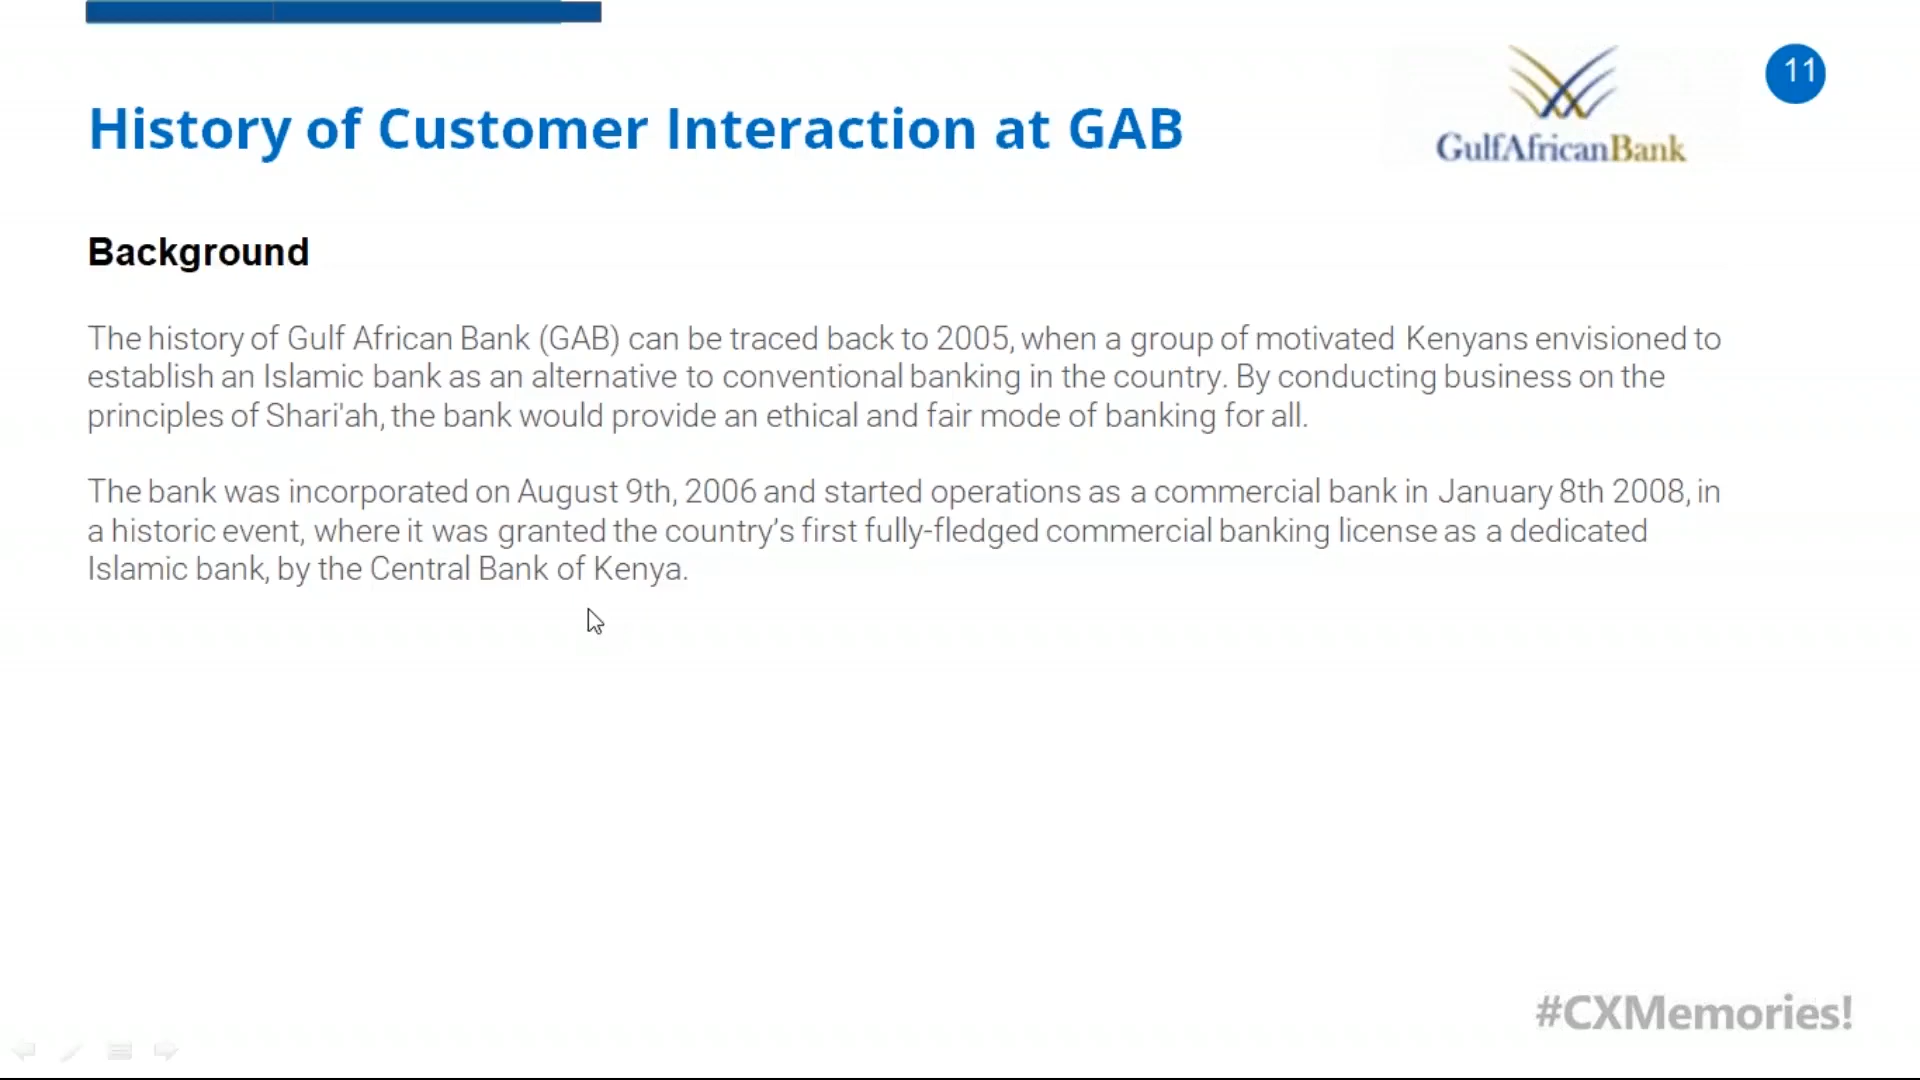 11
GulfAfricanBank
History of Customer Interaction at GAB
Background
The history of Gulf African Bank (GAB) can be traced back to 2005, when a group of motivated Kenyans envisioned to
establish an Islamic bank as an alternative to conventional banking in the country. By conducting business on the
principles of Shari'ah, the bank would provide an ethical and fair mode of banking for all.
The bank was incorporated on August 9th, 2006 and started operations as a commercial bank in January 8th 2008, in
a historic event, where it was granted the country’s first fully-fledged commercial banking license as a dedicated
Islamic bank, by the Central Bank of Kenya.
#CXMemories!